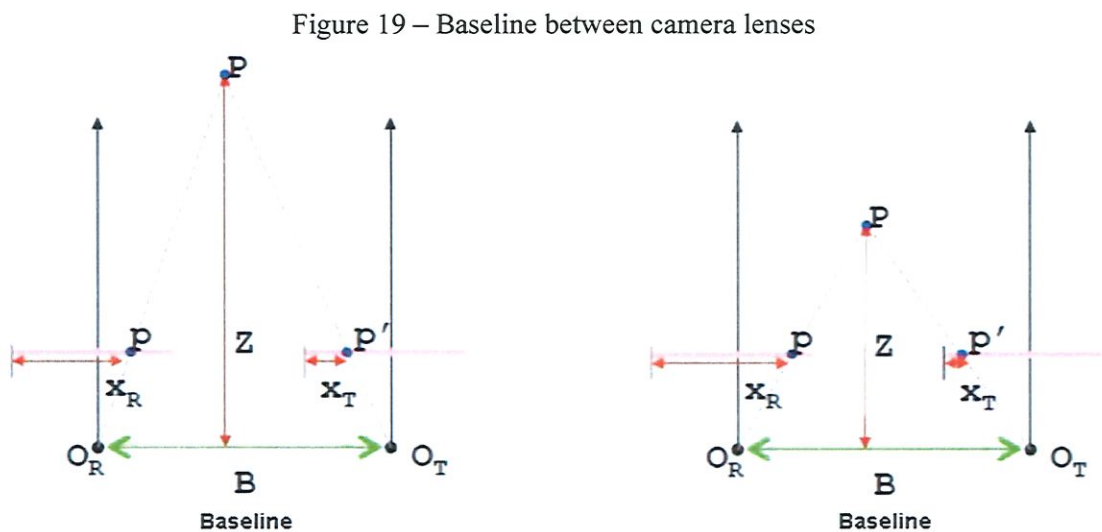 Figure 19 – Baseline between camera lenses
P
P
p
Z
p'
x_R
x_T
O_R
B
O_T
Baseline
p
Z
p'
x_R
x_T
O_R
B
O_T
Baseline